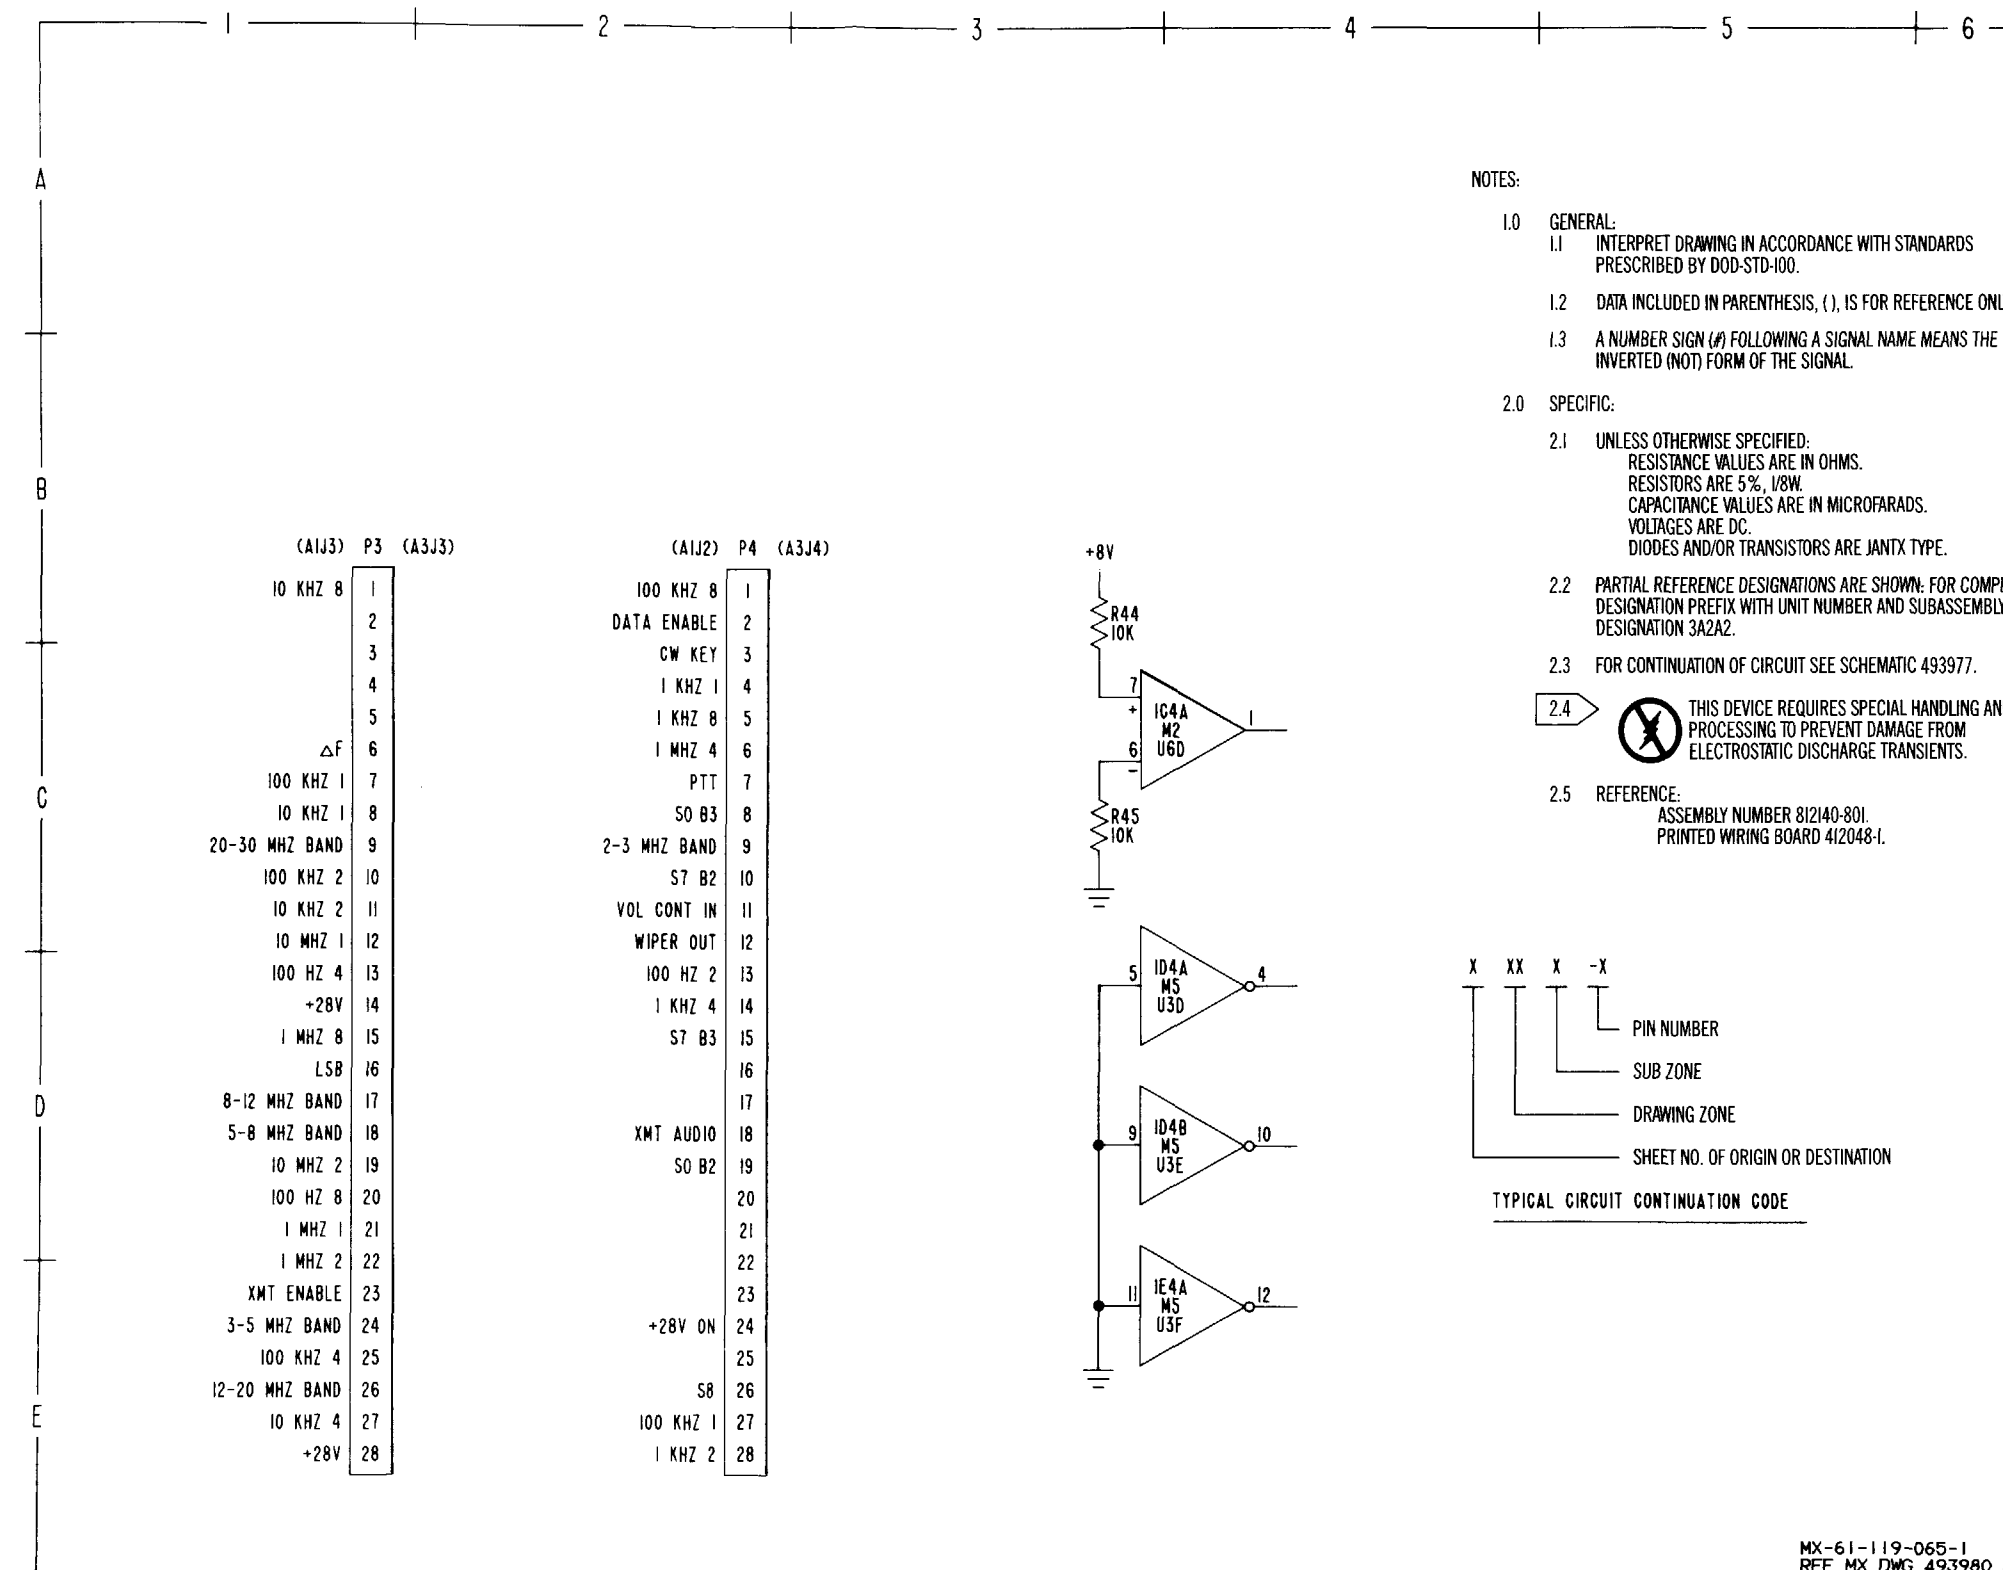 1 2 3 4 5 6
A
B
C
D
E
(A1J3) P3 (A3J3)
10 KHZ 8 1
2
3
4
5
△F 6
100 KHZ 1 7
10 KHZ 1 8
20-30 MHZ BAND 9
100 KHZ 2 10
10 KHZ 2 11
10 MHZ 1 12
100 HZ 4 13
+28V 14
1 MHZ 8 15
LSB 16
8-12 MHZ BAND 17
5-8 MHZ BAND 18
10 MHZ 2 19
100 HZ 8 20
1 MHZ 1 21
1 MHZ 2 22
XMT ENABLE 23
3-5 MHZ BAND 24
100 KHZ 4 25
12-20 MHZ BAND 26
10 KHZ 4 27
+28V 28
(A1J2) P4 (A3J4)
100 KHZ 8 1
DATA ENABLE 2
CW KEY 3
1 KHZ 1 4
1 KHZ 8 5
1 MHZ 4 6
PTT 7
S0 B3 8
2-3 MHZ BAND 9
S7 B2 10
VOL CONT IN 11
WIPER OUT 12
100 HZ 2 13
1 KHZ 4 14
S7 B3 15
16
17
XMT AUDIO 18
S0 B2 19
20
21
22
23
+28V ON 24
25
S8 26
100 KHZ 1 27
1 KHZ 2 28
+8V
R44
10K
7
+
1C4A
M2
U6D
1
6
-
R45
10K
5
1D4A
M5
U3D
4
9
1D4B
M5
U3E
10
11
1E4A
M5
U3F
12
NOTES:
1.0 GENERAL:
1.1 INTERPRET DRAWING IN ACCORDANCE WITH STANDARDS
PRESCRIBED BY DOD-STD-100.
1.2 DATA INCLUDED IN PARENTHESIS, ( ), IS FOR REFERENCE ONL
1.3 A NUMBER SIGN (#) FOLLOWING A SIGNAL NAME MEANS THE
INVERTED (NOT) FORM OF THE SIGNAL.
2.0 SPECIFIC:
2.1 UNLESS OTHERWISE SPECIFIED:
RESISTANCE VALUES ARE IN OHMS.
RESISTORS ARE 5%, 1/8W.
CAPACITANCE VALUES ARE IN MICROFARADS.
VOLTAGES ARE DC.
DIODES AND/OR TRANSISTORS ARE JANTX TYPE.
2.2 PARTIAL REFERENCE DESIGNATIONS ARE SHOWN: FOR COMPL
DESIGNATION PREFIX WITH UNIT NUMBER AND SUBASSEMBLY
DESIGNATION 3A2A2.
2.3 FOR CONTINUATION OF CIRCUIT SEE SCHEMATIC 493977.
2.4 THIS DEVICE REQUIRES SPECIAL HANDLING AN
PROCESSING TO PREVENT DAMAGE FROM
ELECTROSTATIC DISCHARGE TRANSIENTS.
2.5 REFERENCE:
ASSEMBLY NUMBER 812140-801.
PRINTED WIRING BOARD 412048-1.
X XX X -X
PIN NUMBER
SUB ZONE
DRAWING ZONE
SHEET NO. OF ORIGIN OR DESTINATION
TYPICAL CIRCUIT CONTINUATION CODE
MX-61-119-065-1
REF MX DWG 493980